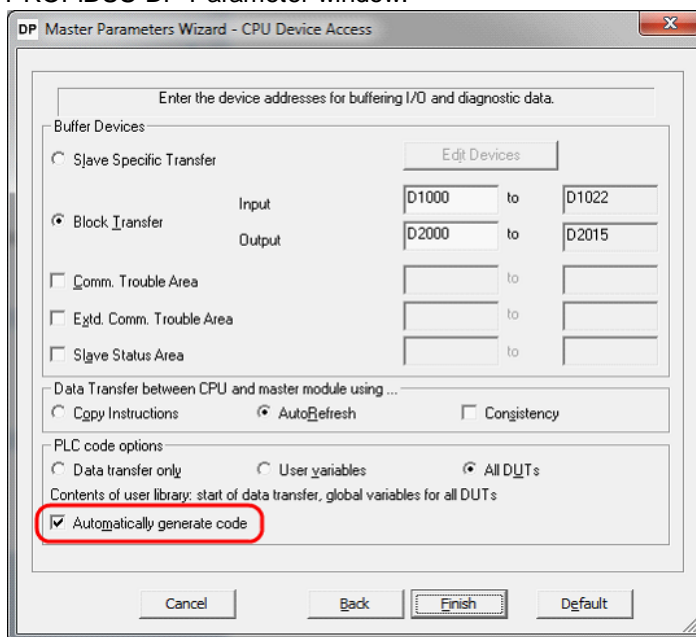 PROFIBUS DP Parameter window.
DP Master Parameters Wizard - CPU Device Access
x
Enter the device addresses for buffering I/O and diagnostic data.
Buffer Devices
Slave Specific Transfer
Edit Devices
Input
D1000 to D1022
Block Transfer
Output
D2000 to D2015
Comm. Trouble Area
to
Extd. Comm. Trouble Area
to
Slave Status Area
to
Data Transfer between CPU and master module using ...
Copy Instructions AutoRefresh Consistency
PLC code options
Data transfer only User variables All DUTs
Contents of user library: start of data transfer, global variables for all DUTs
Automatically generate code
Cancel Back Finish Default